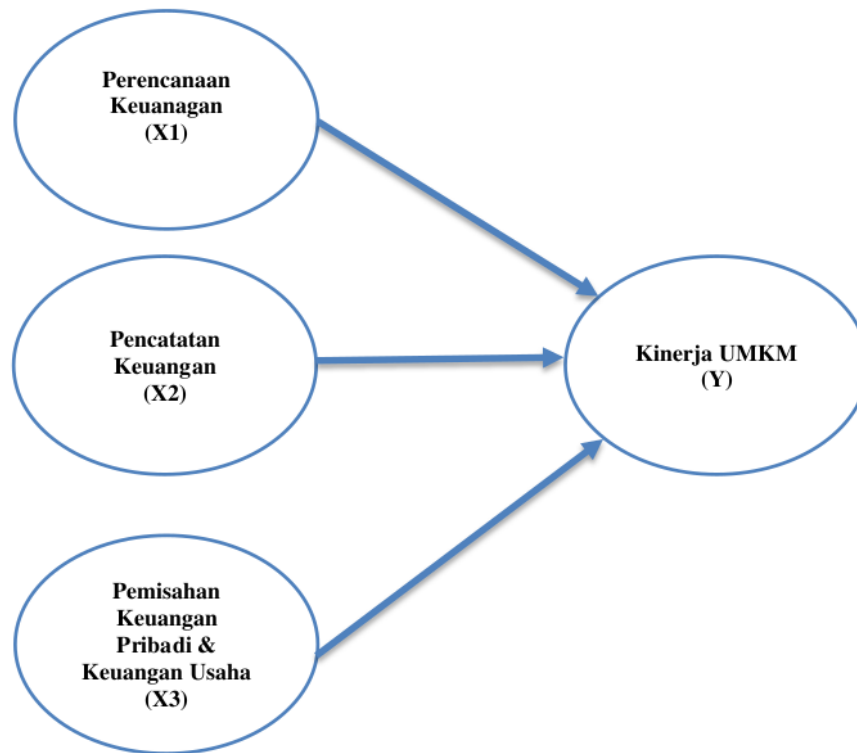 Perencanaan
Keuanagan
(X1)
Pencatatan
Keuangan
(X2)
Kinerja UMKM
(Y)
Pemisahan
Keuangan
Pribadi &
Keuangan Usaha
(X3)